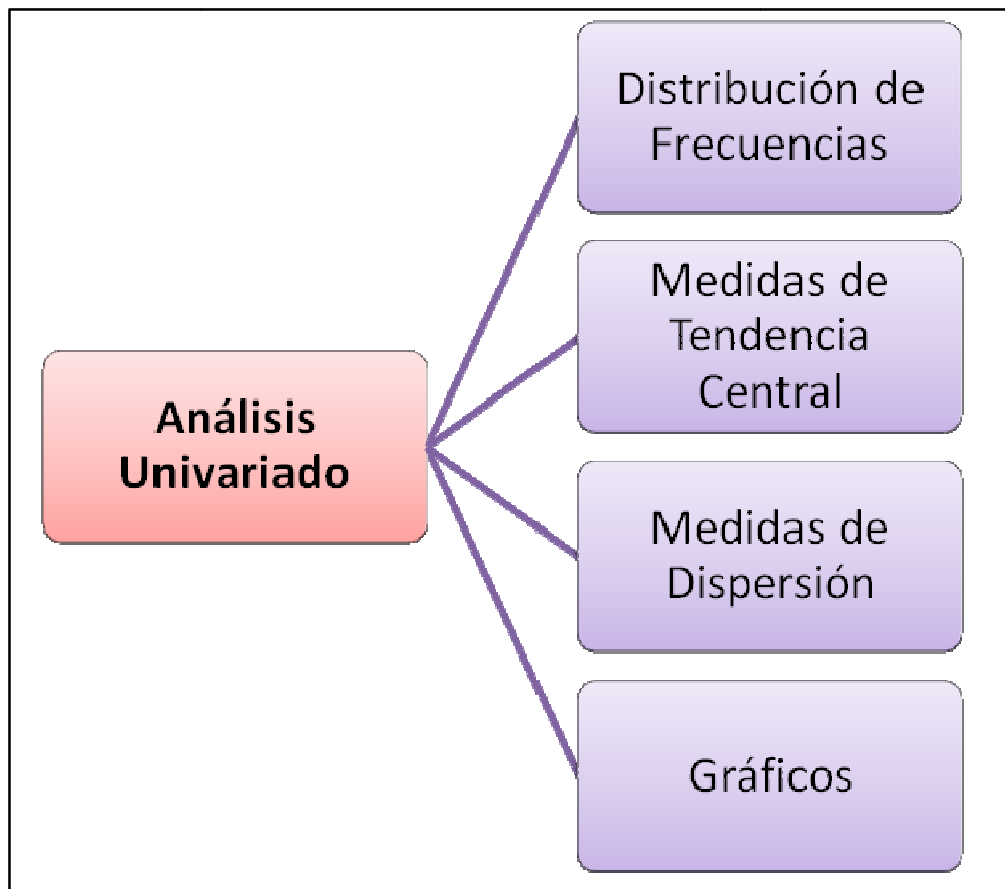 Distribución de
Frecuencias
Medidas de
Tendencia
Central
Análisis
Univariado
Medidas de
Dispersión
Gráficos